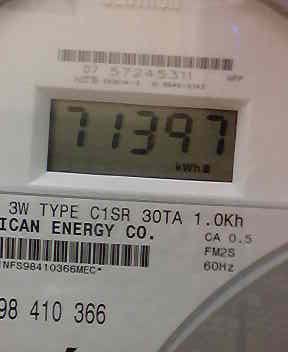 07 57245311
71397
kWh
3W TYPE C1SR 30TA 1.0Kh
ICAN ENERGY CO.
CA 0.5
FM2S
60Hz
NFS98410366MEC*
98 410 366